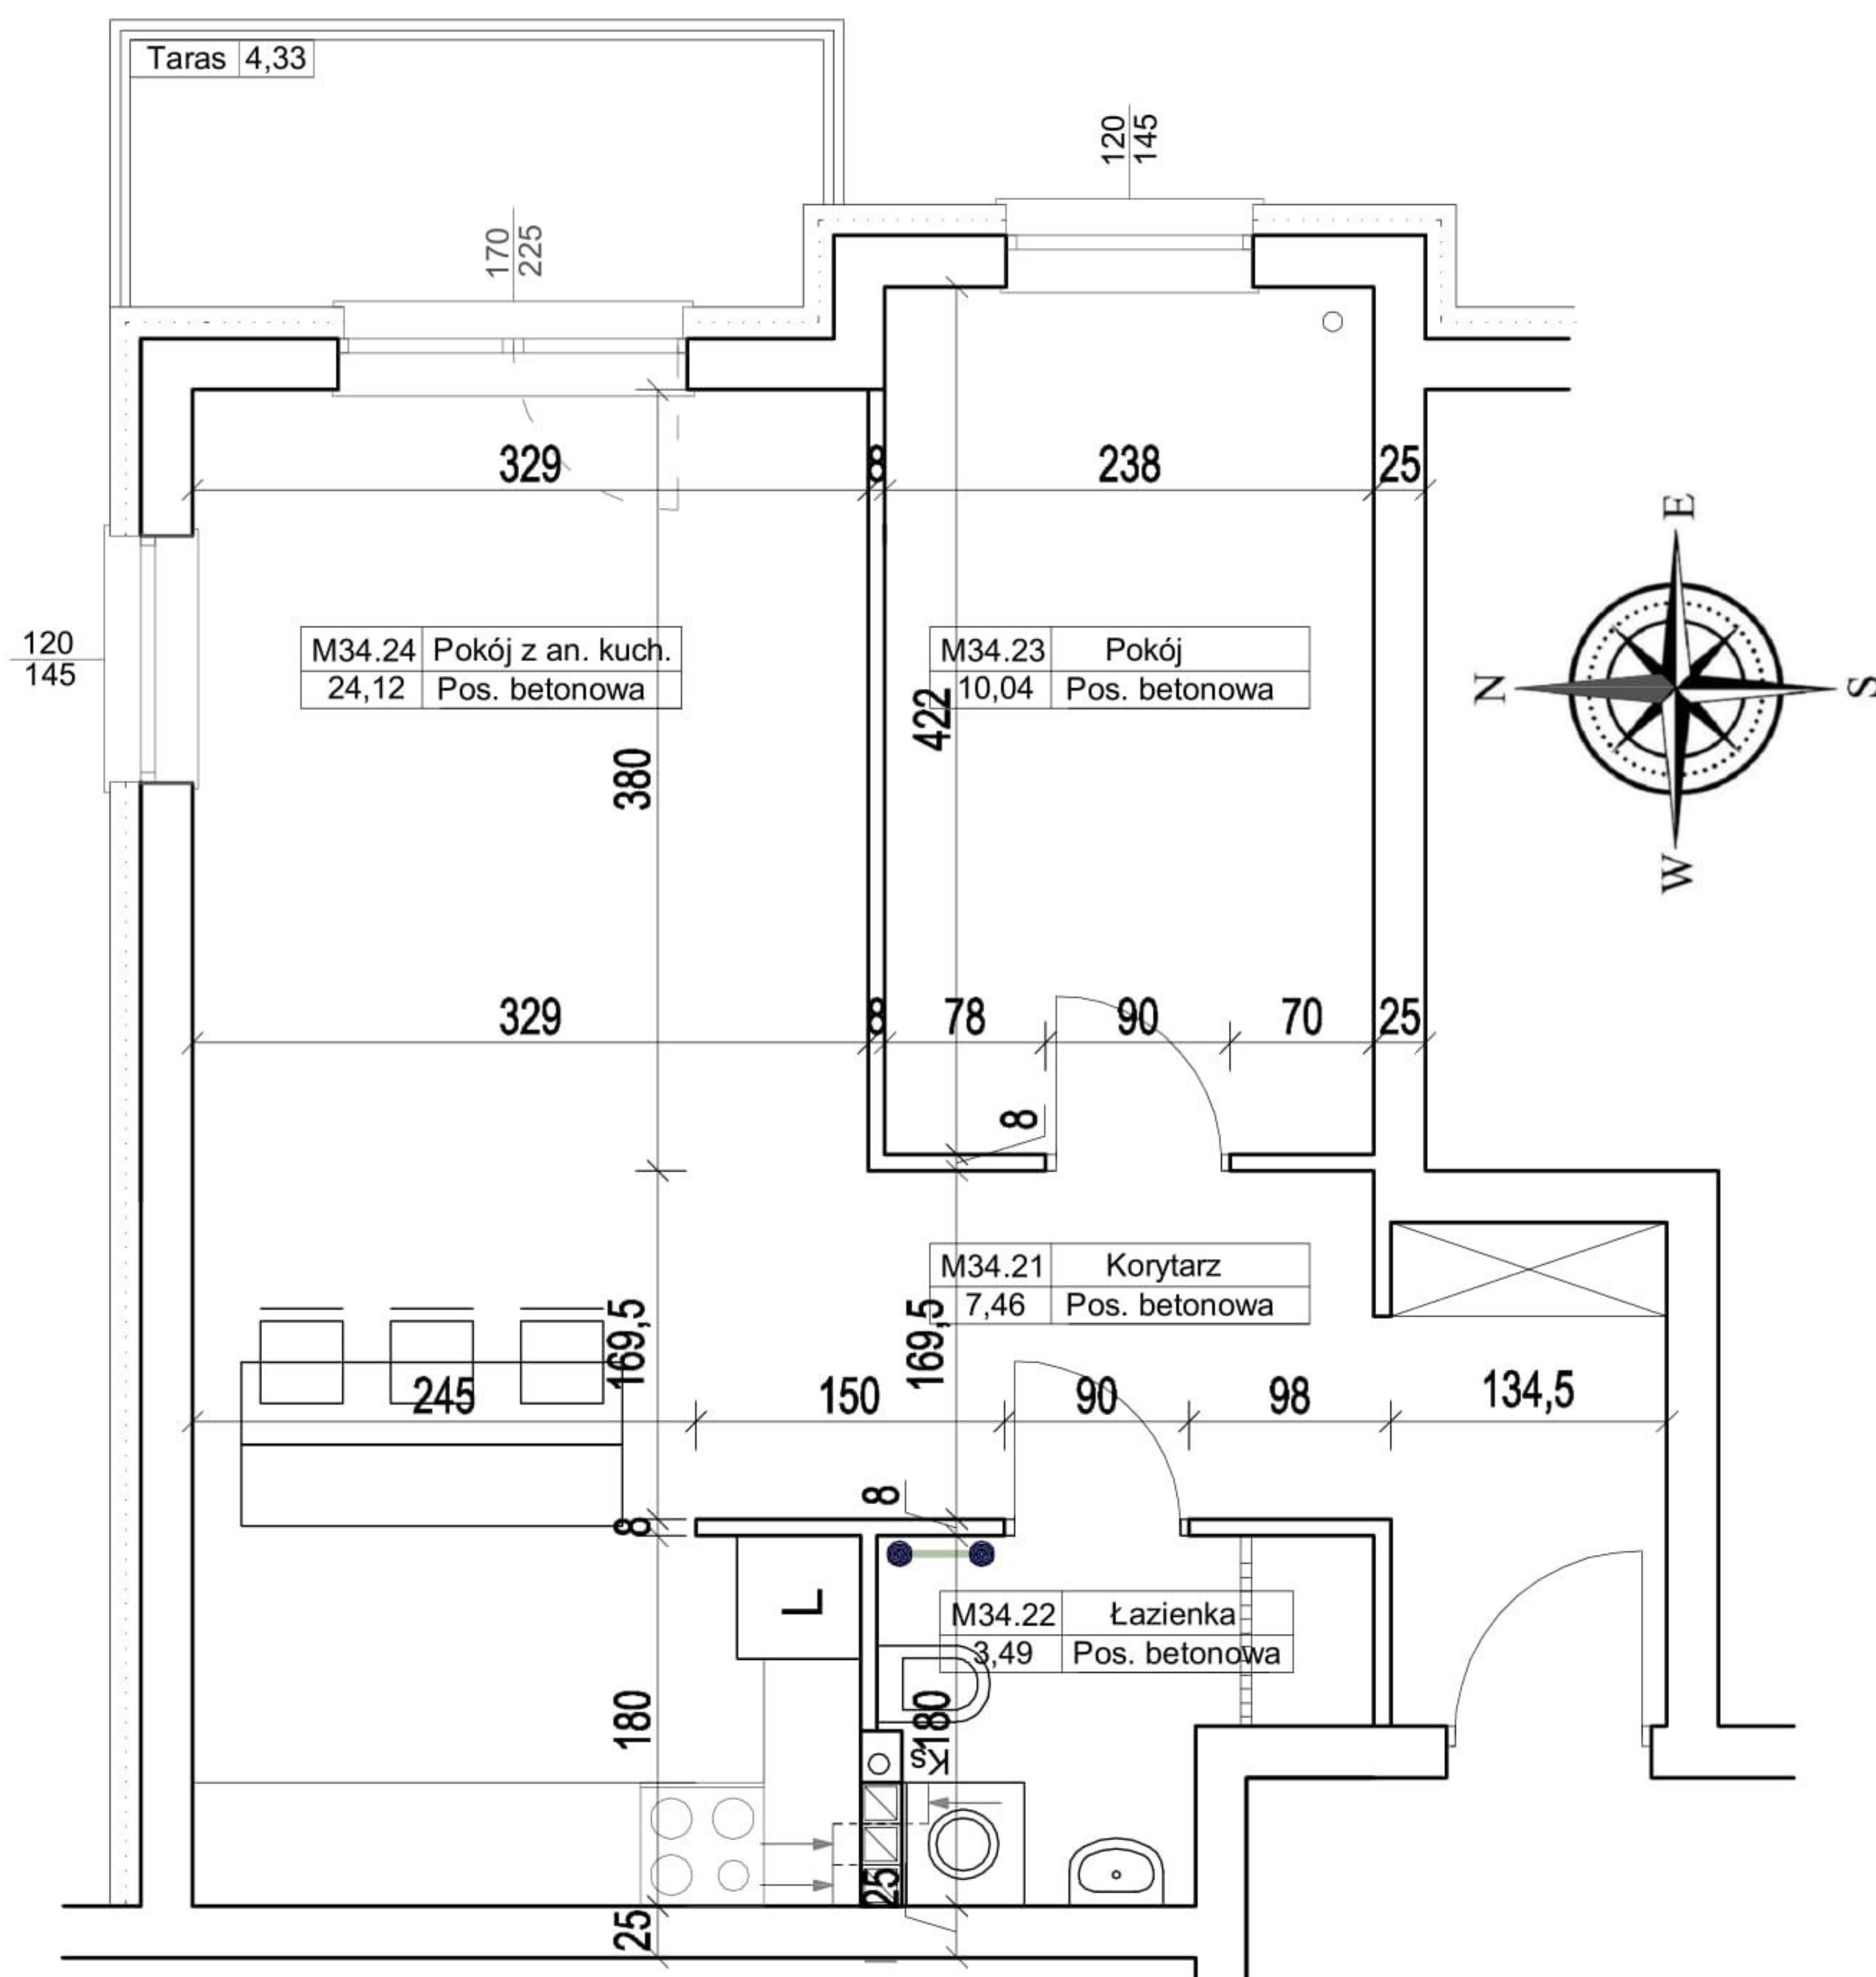 Taras 4,33
120
145
170
225
329 8 238 25
E
N
S
W
120
145
M34.24 Pokój z an. kuch.
24,12 Pos. betonowa
M34.23 Pokój
10,04 Pos. betonowa
422
380
329 8 78 90 70 25
8
M34.21 Korytarz
7,46 Pos. betonowa
169,5
169,5
245 150 90 98 134,5
8
8
L
M34.22 Łazienka
3,49 Pos. betonowa
180
180
Ks
25
25